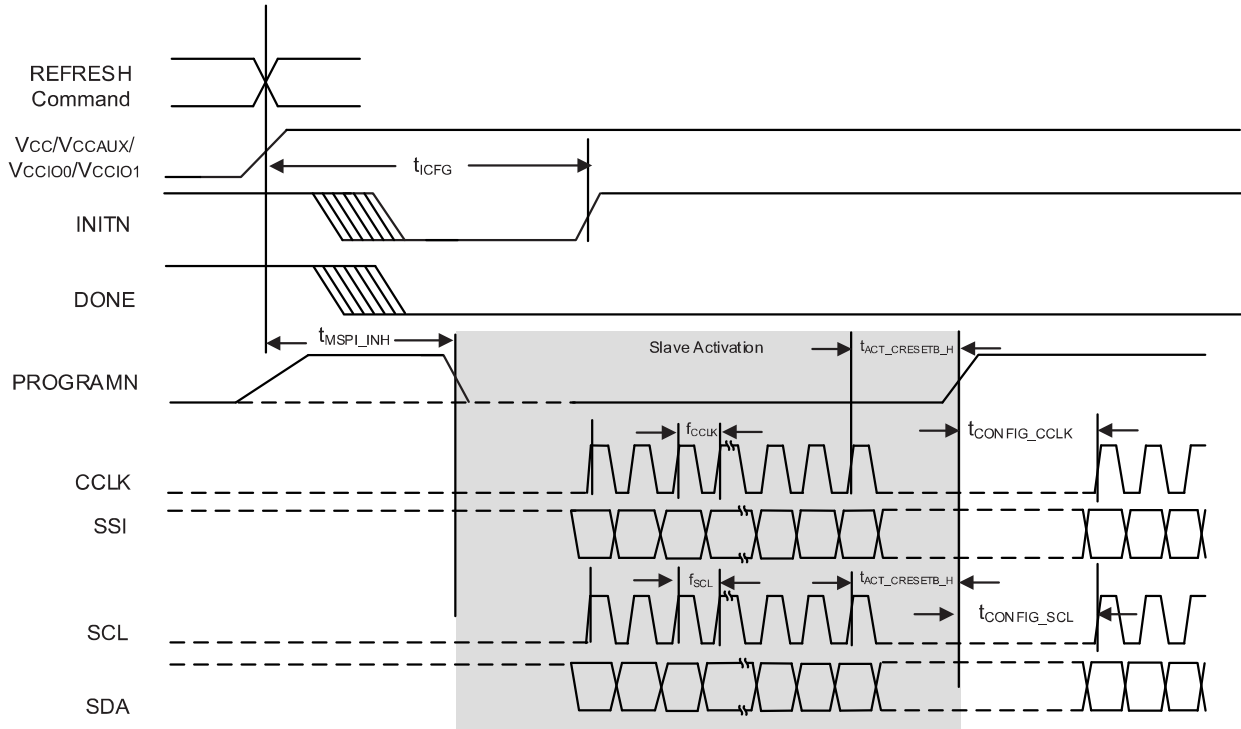 REFRESH
Command
VCC/VCCAUX/
VCCIO0/VCCIO1
tICFG
INITN
DONE
tMSPI_INH
Slave Activation
tACT_CRESETB_H
PROGRAMN
fCCLK
tCONFIG_CCLK
CCLK
SSI
fSCL
tACT_CRESETB_H
tCONFIG_SCL
SCL
SDA